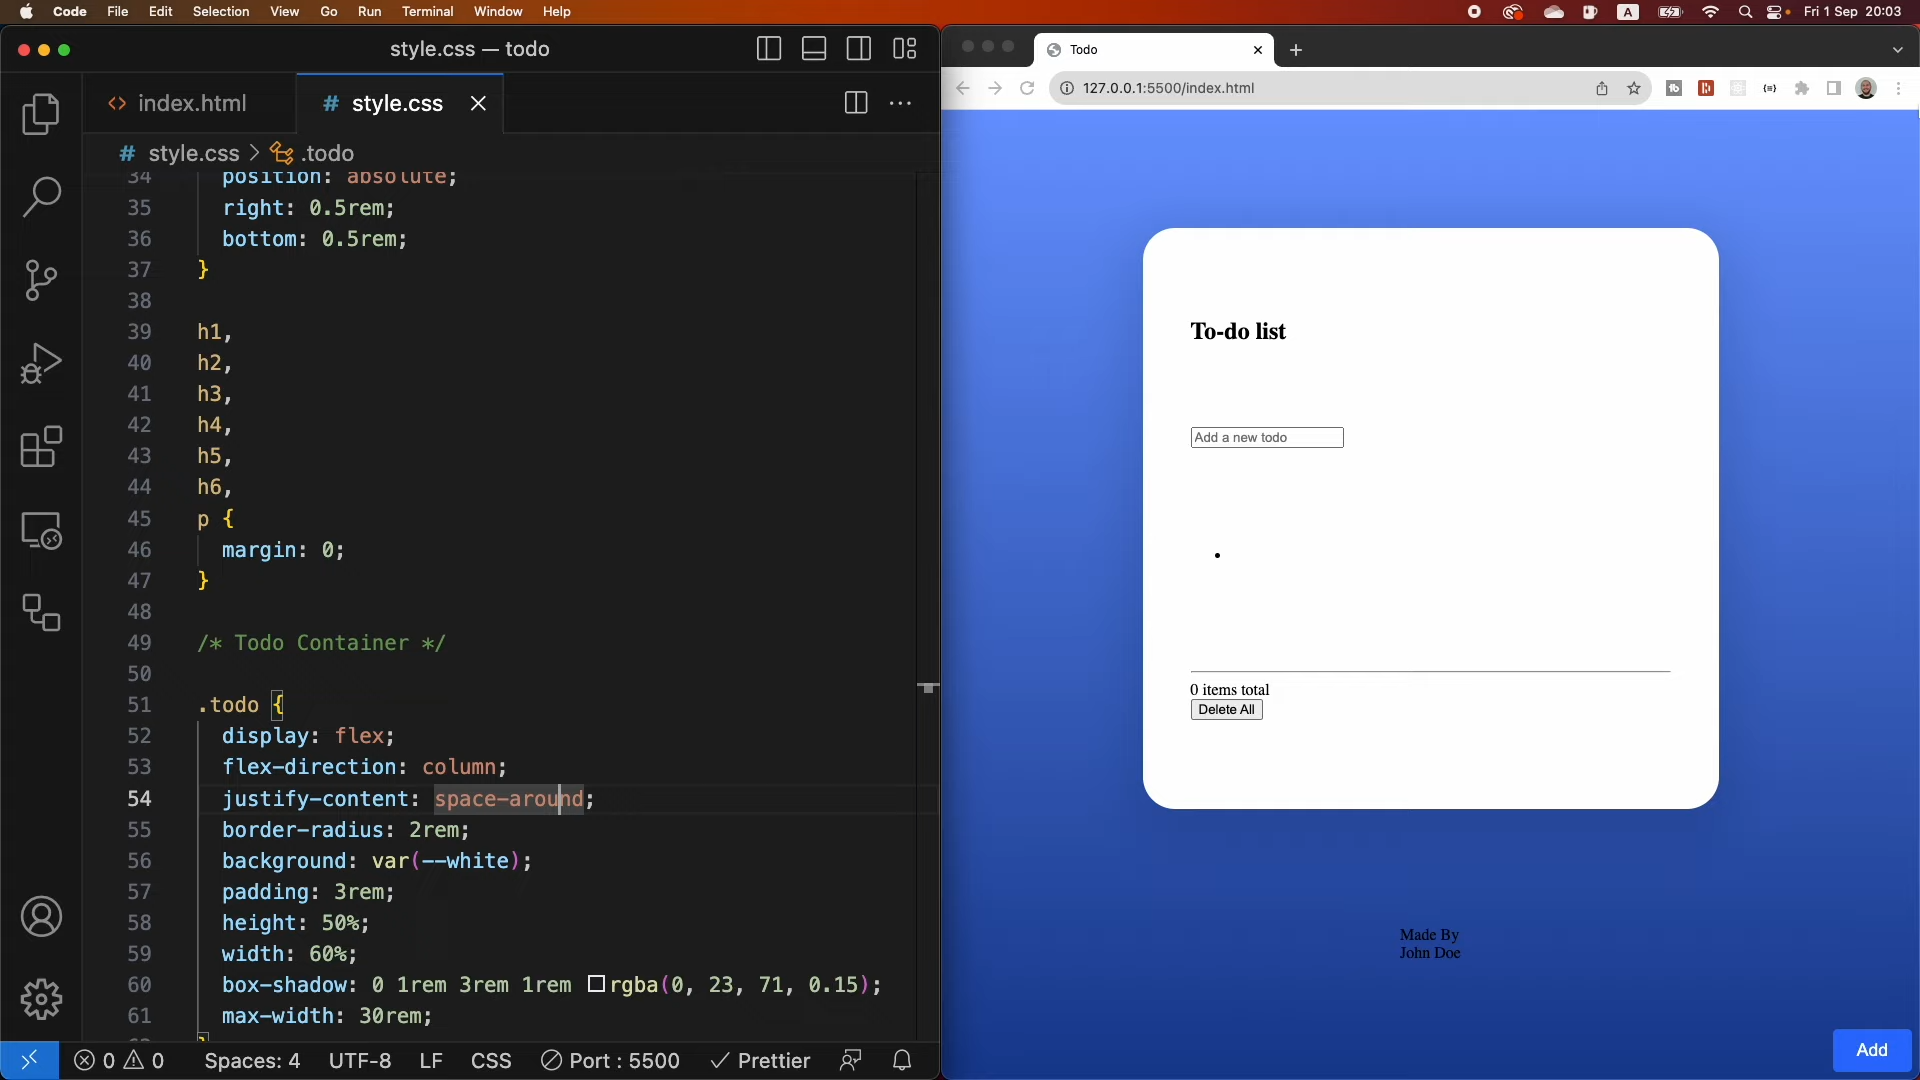 Code File Edit Selection View Go Run Terminal Window Help
A
Fri 1 Sep 20:03
style.css — todo
index.html
# style.css
# style.css > .todo
34 position: absolute;
35 right: 0.5rem;
36 bottom: 0.5rem;
37 }
38
39 h1,
40 h2,
41 h3,
42 h4,
43 h5,
44 h6,
45 p {
46 margin: 0;
47 }
48
49 /* Todo Container */
50
51 .todo {
52 display: flex;
53 flex-direction: column;
54 justify-content: space-around;
55 border-radius: 2rem;
56 background: var(--white);
57 padding: 3rem;
58 height: 50%;
59 width: 60%;
60 box-shadow: 0 1rem 3rem 1rem rgba(0, 23, 71, 0.15);
61 max-width: 30rem;
0 0 Spaces: 4 UTF-8 LF CSS Port : 5500 Prettier
Todo
127.0.0.1:5500/index.html
To-do list
Add a new todo
0 items total
Delete All
Made By
John Doe
Add